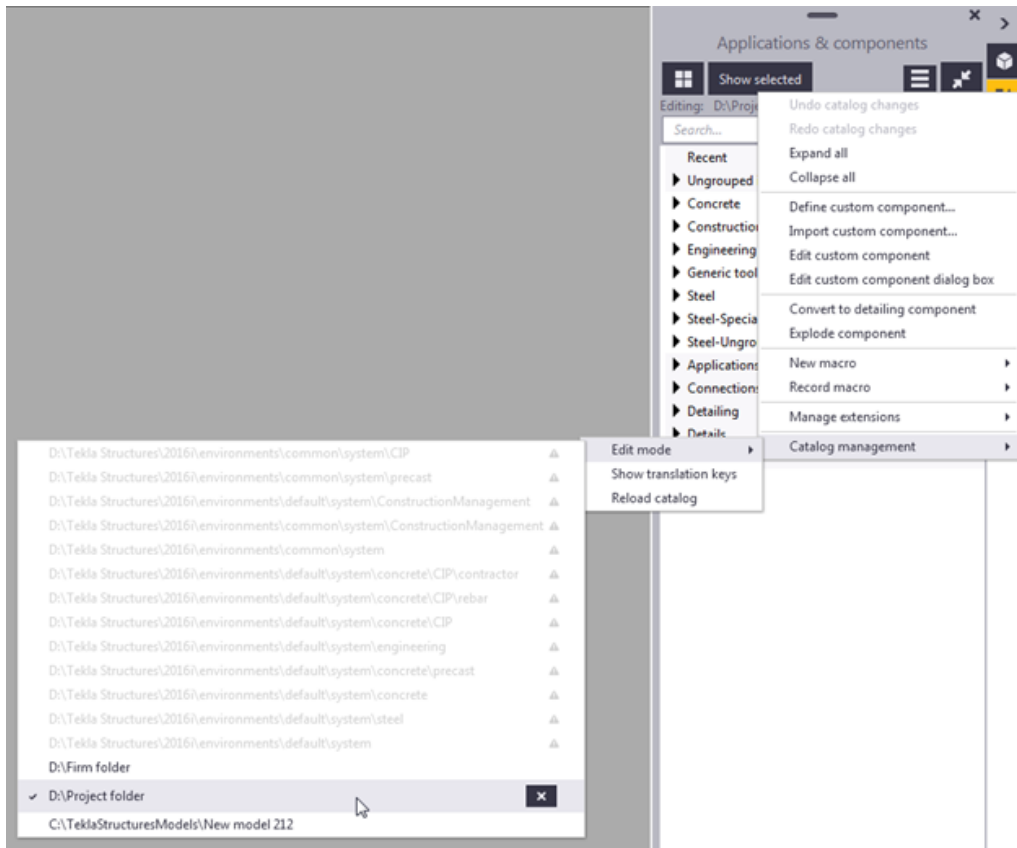 Applications & components
Show selected
Editing: D:\Proje
Search...
Recent
Ungrouped
Concrete
Construction
Engineering
Generic tool
Steel
Steel-Specia
Steel-Ungro
Applications
Connections
Detailing
Details
Undo catalog changes
Redo catalog changes
Expand all
Collapse all
Define custom component...
Import custom component...
Edit custom component
Edit custom component dialog box
Convert to detailing component
Explode component
New macro
Record macro
Manage extensions
Catalog management
Edit mode
Show translation keys
Reload catalog
D:\Tekla Structures\2016i\environments\common\system\CIP
D:\Tekla Structures\2016i\environments\common\system\precast
D:\Tekla Structures\2016i\environments\default\system\ConstructionManagement
D:\Tekla Structures\2016i\environments\common\system\ConstructionManagement
D:\Tekla Structures\2016i\environments\common\system
D:\Tekla Structures\2016i\environments\default\system\concrete\CIP\contractor
D:\Tekla Structures\2016i\environments\default\system\concrete\CIP\rebar
D:\Tekla Structures\2016i\environments\default\system\concrete\CIP
D:\Tekla Structures\2016i\environments\default\system\engineering
D:\Tekla Structures\2016i\environments\default\system\concrete\precast
D:\Tekla Structures\2016i\environments\default\system\concrete
D:\Tekla Structures\2016i\environments\default\system\steel
D:\Tekla Structures\2016i\environments\default\system
D:\Firm folder
D:\Project folder
C:\TeklaStructuresModels\New model 212